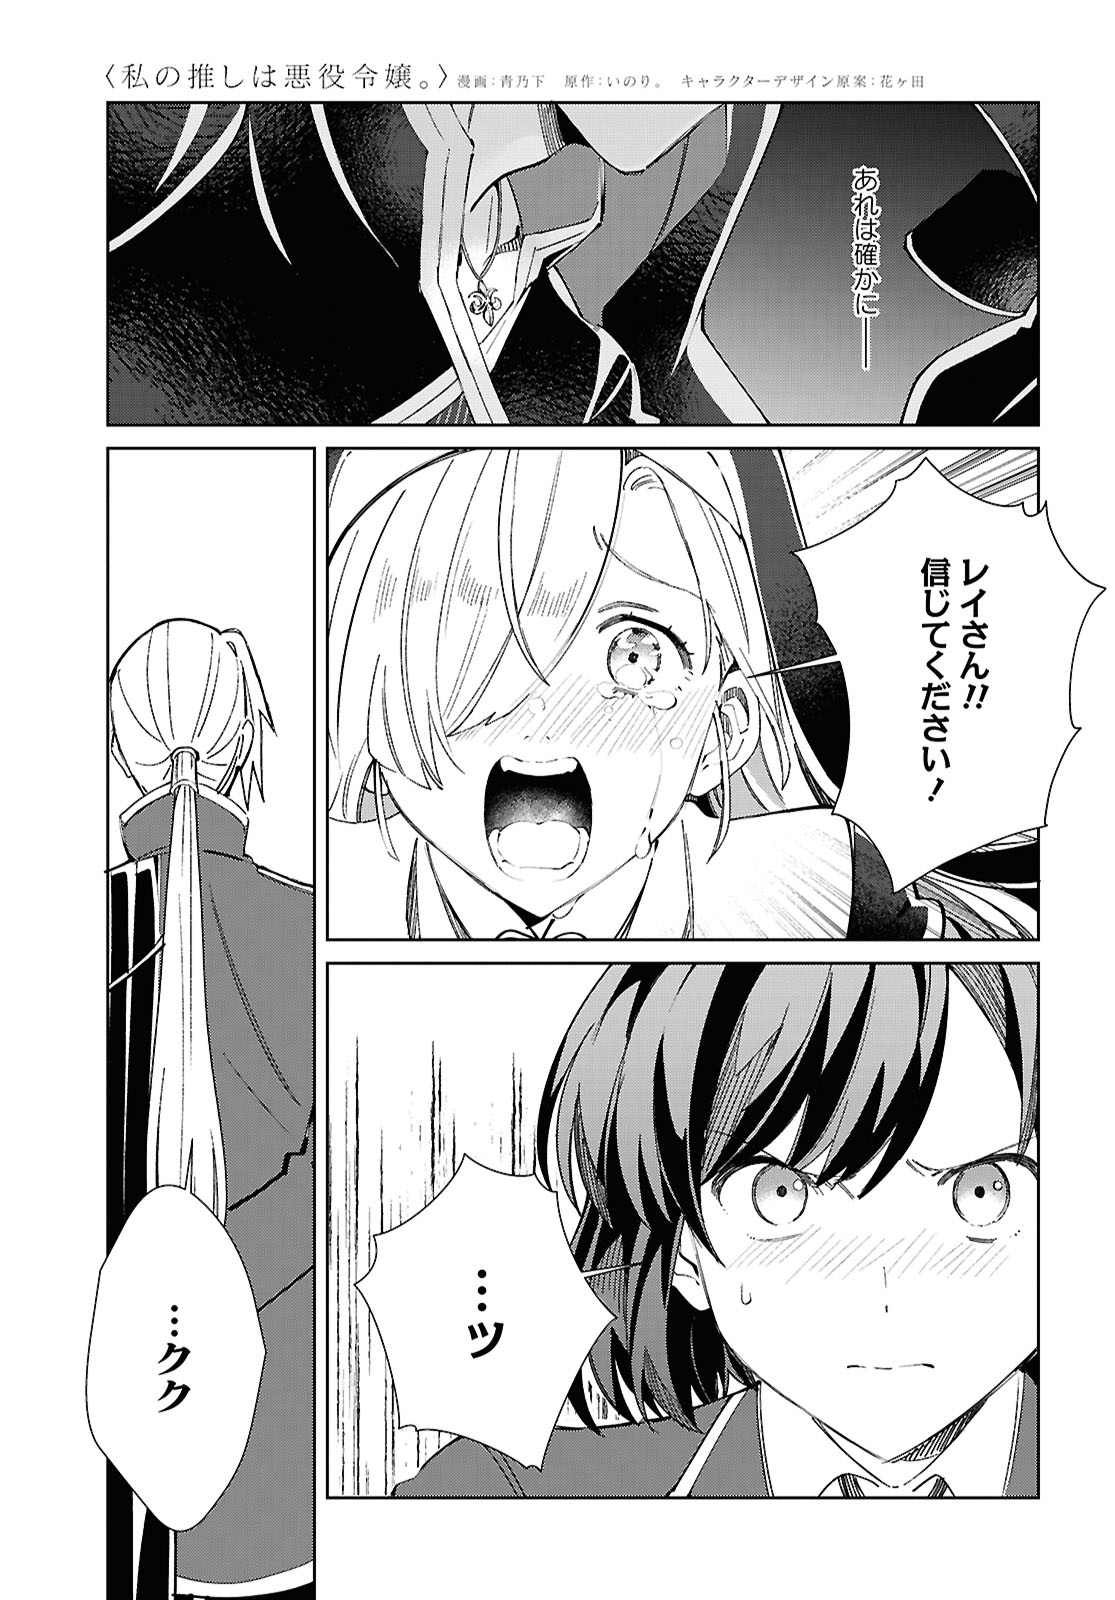 〈私の推しは悪役令嬢。〉漫画：青乃下　原作：いのり。　キャラクターデザイン原案：花ヶ田
あれは確かに――
レイさん!!
信じてください！
…ッ
…クク